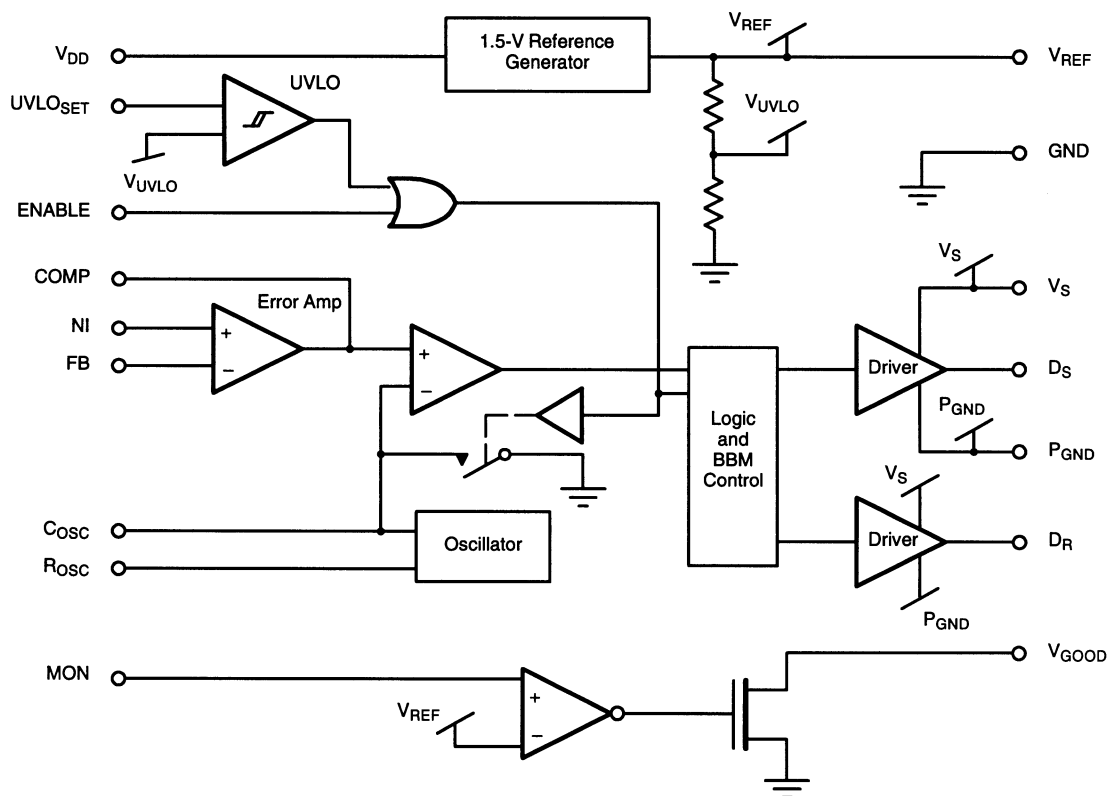 VDD
1.5-V Reference
Generator
VREF
VREF
UVLO
UVLOSET
VUVLO
VUVLO
GND
ENABLE
COMP
Error Amp
NI
+
FB
−
+
−
VS
VS
Driver
DS
PGND
PGND
Logic
and
BBM
Control
VS
COSC
Oscillator
ROSC
Driver
DR
PGND
MON
+
VREF
−
VGOOD